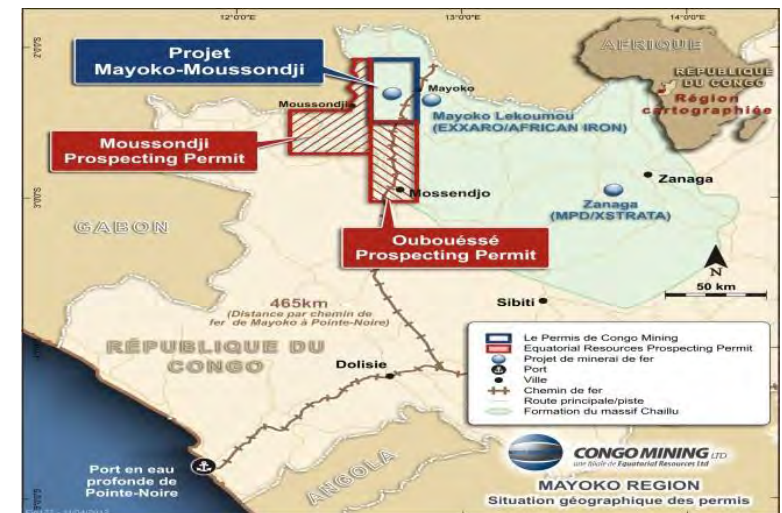 12°0'0"E
13°0'0"E
14°0'0"E
2°0'0"S
Projet
Mayoko-Moussondji
AFRIQUE
RÉPUBLIQUE
DU CONGO
Région
cartographiée
Mayoko
Moussondji
Mayoko Lekoumou
(EXXARO/AFRICAN IRON)
Moussondji
Prospecting Permit
Zanaga
Mossendjo
3°0'0"S
Zanaga
(MPD/XSTRATA)
GABON
Oubouéssé
Prospecting Permit
N
50 km
465km
(Distance par chemin de
fer de Mayoko à Pointe-Noire)
Sibiti
RÉPUBLIQUE DU
CONGO
Dolisie
Le Permis de Congo Mining
Equatorial Resources Prospecting Permit
Projet de minerai de fer
Port
Ville
Chemin de fer
Route principale/piste
Formation du massif Chaillu
Port en eau
profonde de
Pointe-Noire
ANGOLA
CONGO MINING LTD
une filiale de Equatorial Resources Ltd
MAYOKO REGION
Situation géographique des permis